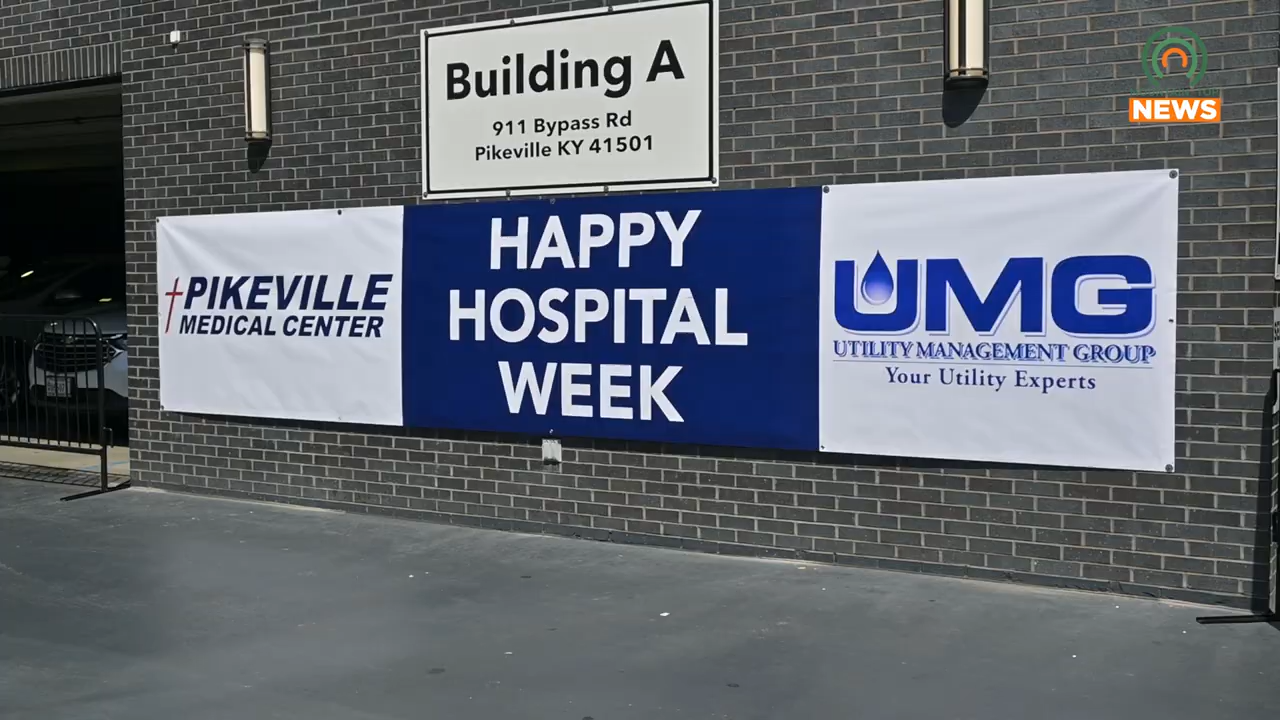 Building A
911 Bypass Rd
Pikeville KY 41501
NEWS
PIKEVILLE
MEDICAL CENTER
HAPPY
HOSPITAL
WEEK
UMG
UTILITY MANAGEMENT GROUP
Your Utility Experts